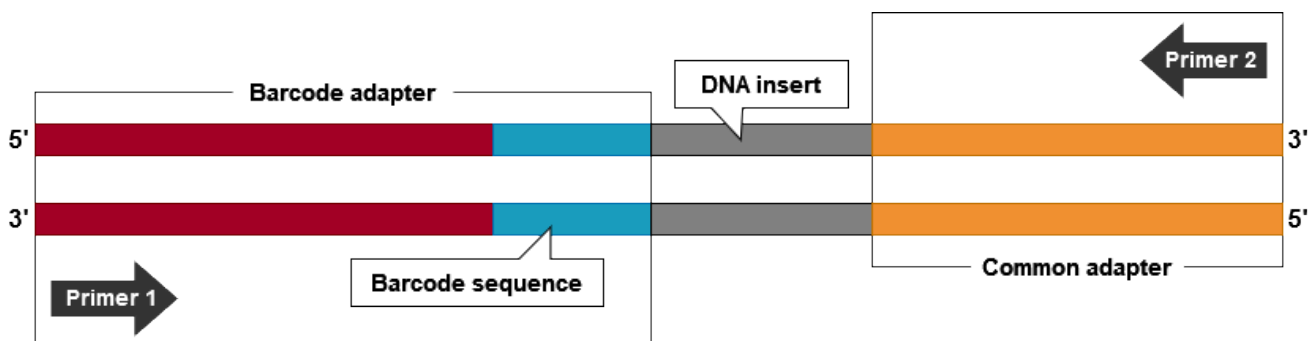 Primer 2
DNA insert
Barcode adapter
5'
3'
3'
5'
Barcode sequence
Common adapter
Primer 1